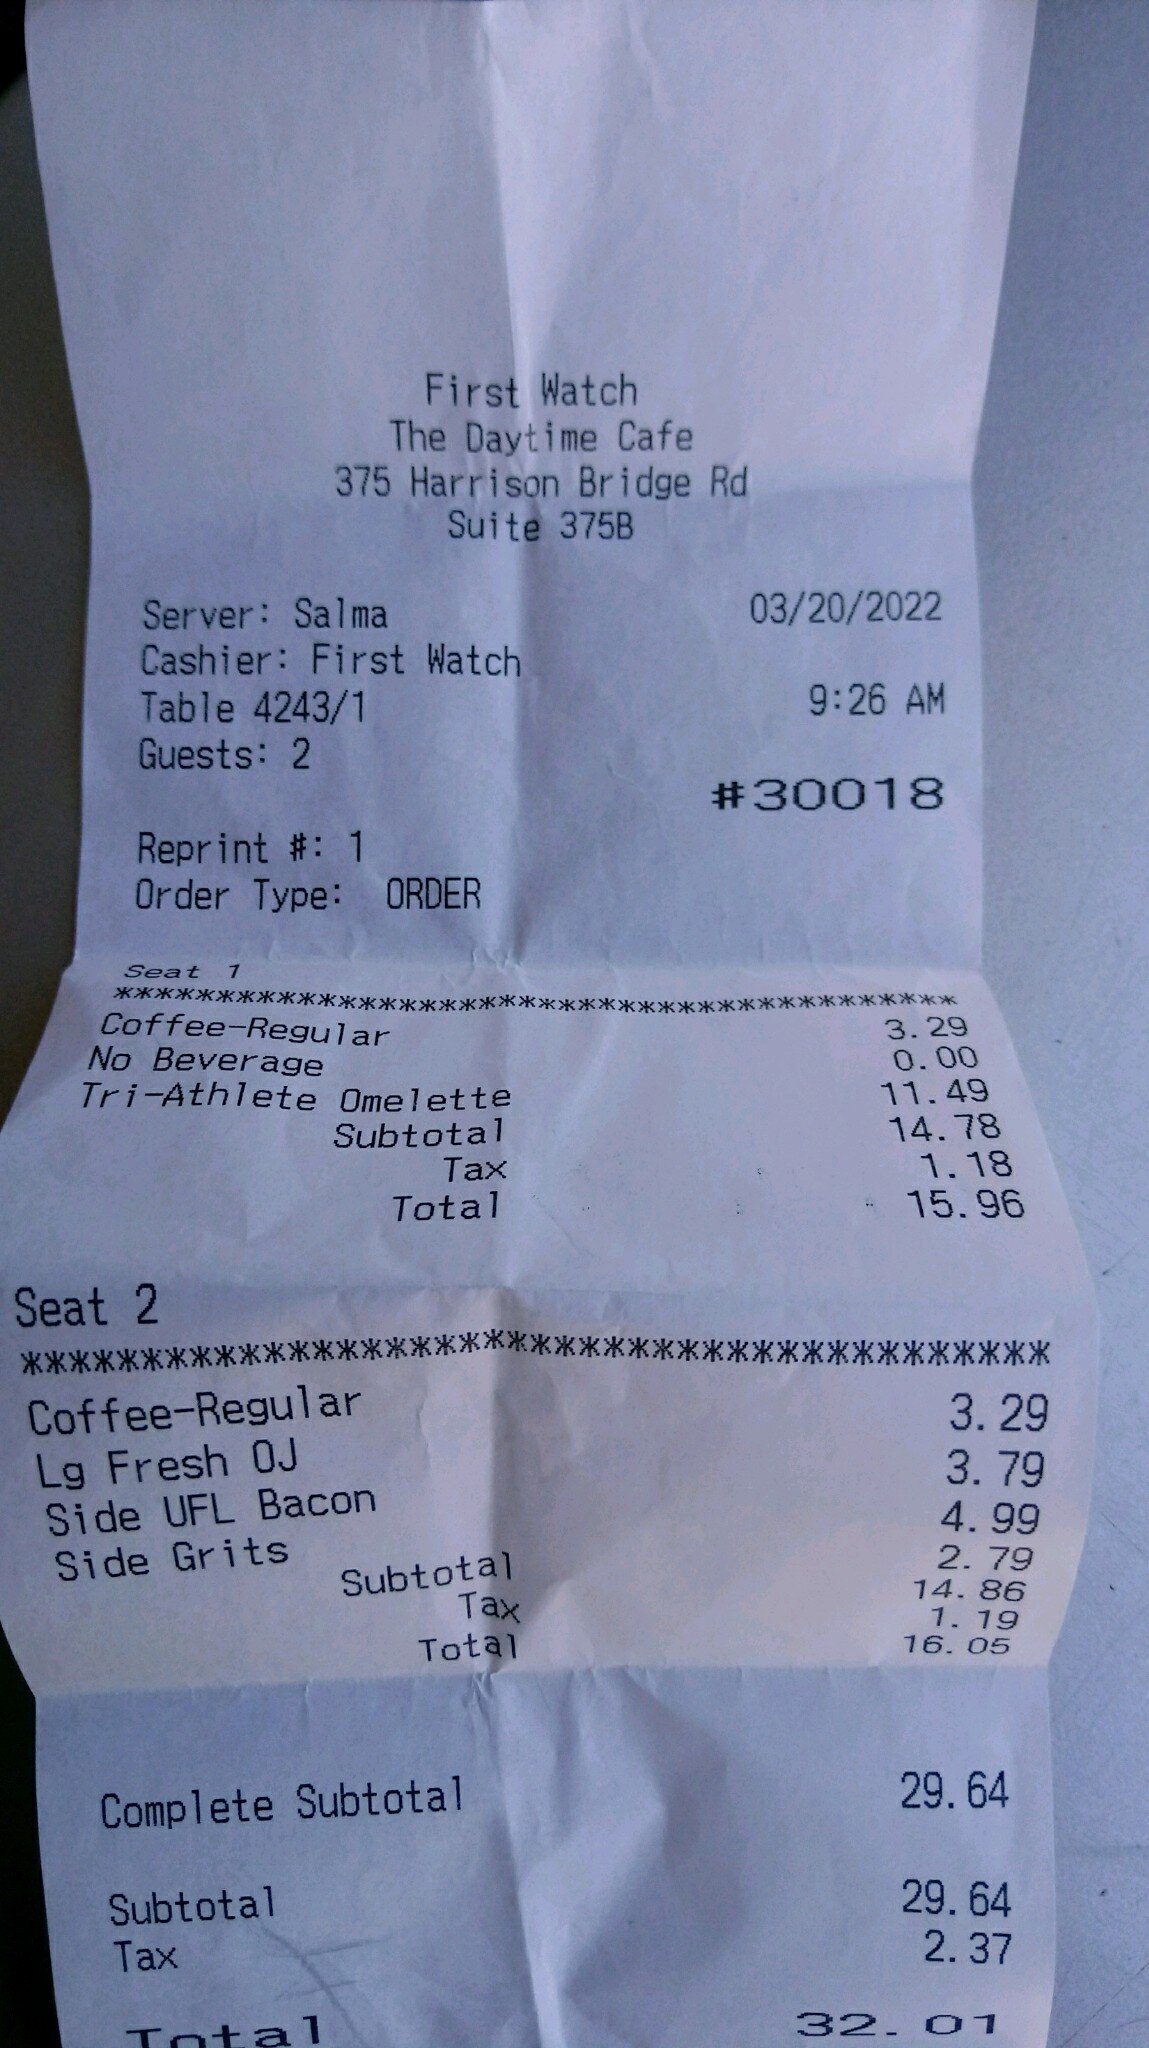 First Watch
The Daytime Cafe
375 Harrison Bridge Rd
Suite 375B
Server: Salma 03/20/2022
Cashier: First Watch
Table 4243/1 9:26 AM
Guests: 2
#30018
Reprint #: 1
Order Type: ORDER
Seat 1
******************************************
Coffee-Regular 3.29
No Beverage 0.00
Tri-Athlete Omelette 11.49
Subtotal 14.78
Tax 1.18
Total 15.96
Seat 2
******************************************
Coffee-Regular 3.29
Lg Fresh OJ 3.79
Side UFL Bacon 4.99
Side Grits 2.79
Subtotal 14.86
Tax 1.19
Total 16.05
Complete Subtotal 29.64
Subtotal 29.64
Tax 2.37
Total 32.01